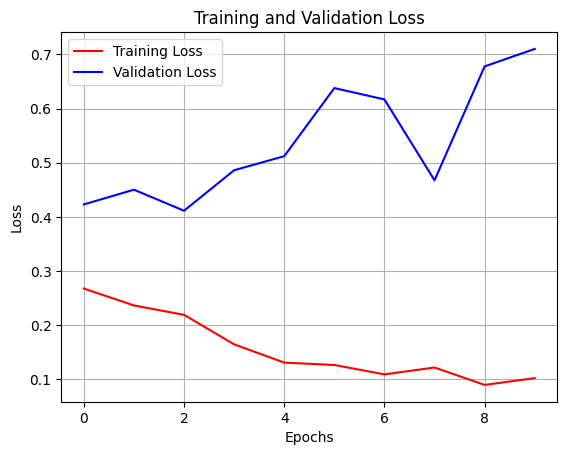 Training and Validation Loss
Training Loss
Validation Loss
0.7
0.6
0.5
0.4
0.3
0.2
0.1
Loss
0
2
4
6
8
Epochs